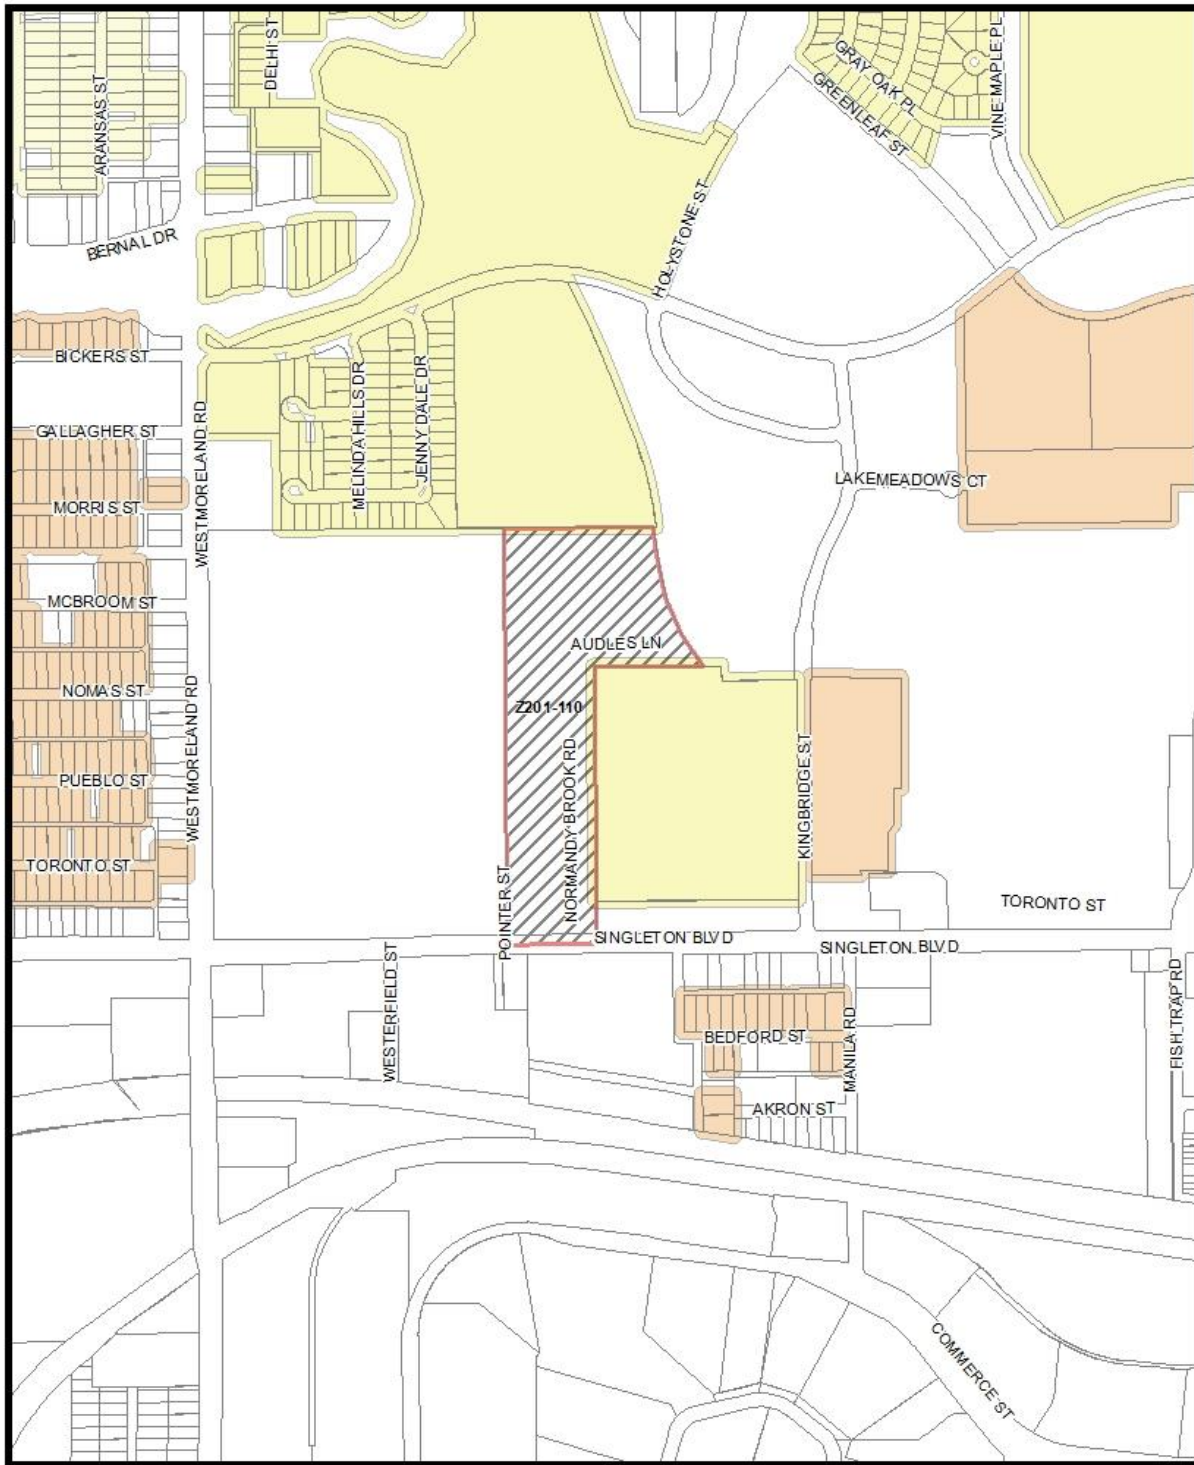 DELHI ST
ARANSAS ST
GRAY OAK PL
GREENLEAF ST
VINE MAPLE PL
BERNAL DR
HOLYSTONE ST
BICKERS ST
MELINDA HILLS DR
JENNY DALE DR
GALLAGHER ST
WESTMORELAND RD
LAKEMEADOWS CT
MORRIS ST
MCBROOM ST
AUDLES LN
NOMAS ST
WESTMORELAND RD
Z201-110
NORMANDY BROOK RD
KINGBRIDGE ST
PUEBLO ST
TORONTO ST
POINTER ST
TORONTO ST
SINGLETON BLVD
SINGLETON BLVD
WESTERFIELD ST
BEDFORD ST
MANILA RD
FISH TRAP RD
AKRON ST
COMMERCE ST